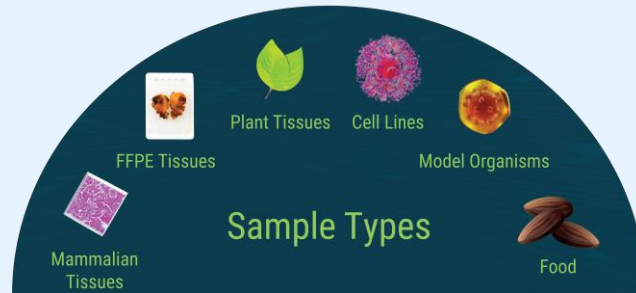 Plant Tissues
Cell Lines
FFPE Tissues
Model Organisms
Sample Types
Mammalian
Tissues
Food